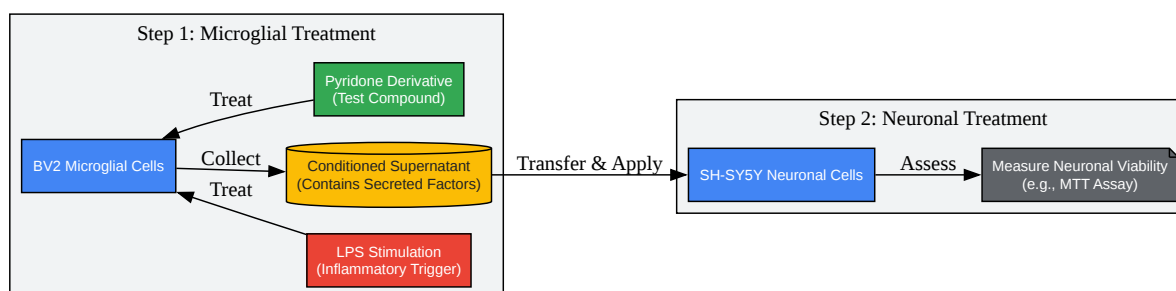 Step 1: Microglial Treatment
Pyridone Derivative
(Test Compound)
Treat
BV2 Microglial Cells
Collect
Conditioned Supernatant
(Contains Secreted Factors)
Treat
LPS Stimulation
(Inflammatory Trigger)
Transfer & Apply
Step 2: Neuronal Treatment
SH-SY5Y Neuronal Cells
Assess
Measure Neuronal Viability
(e.g., MTT Assay)